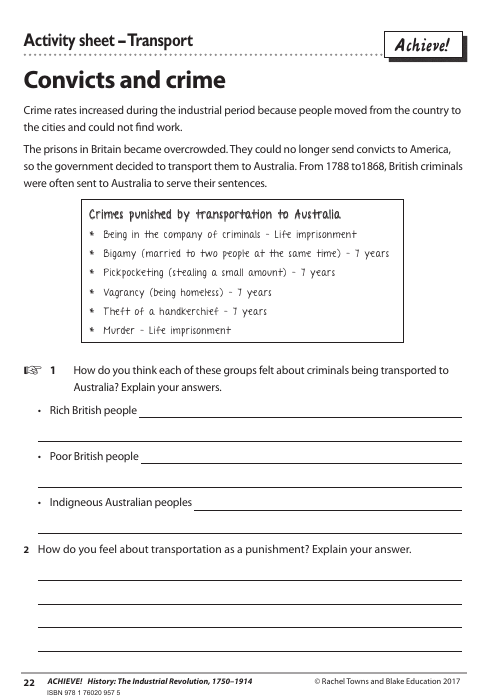 Activity sheet – Transport
Achieve!
Convicts and crime
Crime rates increased during the industrial period because people moved from the country to
the cities and could not find work.
The prisons in Britain became overcrowded. They could no longer send convicts to America,
so the government decided to transport them to Australia. From 1788 to1868, British criminals
were often sent to Australia to serve their sentences.
Crimes punished by transportation to Australia
* Being in the company of criminals - Life imprisonment
* Bigamy (married to two people at the same time) - 7 years
* Pickpocketing (stealing a small amount) - 7 years
* Vagrancy (being homeless) - 7 years
* Theft of a handkerchief - 7 years
* Murder - Life imprisonment
1 How do you think each of these groups felt about criminals being transported to
Australia? Explain your answers.
• Rich British people
• Poor British people
• Indigneous Australian peoples
2 How do you feel about transportation as a punishment? Explain your answer.
22 ACHIEVE! History: The Industrial Revolution, 1750–1914 © Rachel Towns and Blake Education 2017
ISBN 978 1 76020 957 5